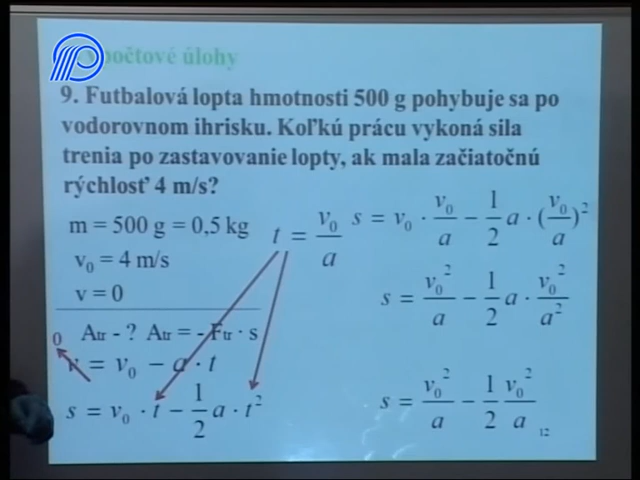 počtové úlohy
9. Futbalová lopta hmotnosti 500 g pohybuje sa po
vodorovnom ihrisku. Koľkú prácu vykoná sila
trenia po zastavovanie lopty, ak mala začiatočnú
rýchlosť 4 m/s?
m = 500 g = 0,5 kg
v₀ = 4 m/s
v = 0
Atr - ? Atr = - Ftr · s
0 v = v₀ − a · t
s = v₀ · t − 1/2 a · t²
t = v₀/a
s = v₀ · v₀/a − 1/2 a · (v₀/a)²
s = v₀²/a − 1/2 a · v₀²/a²
s = v₀²/a − 1/2 v₀²/a
12